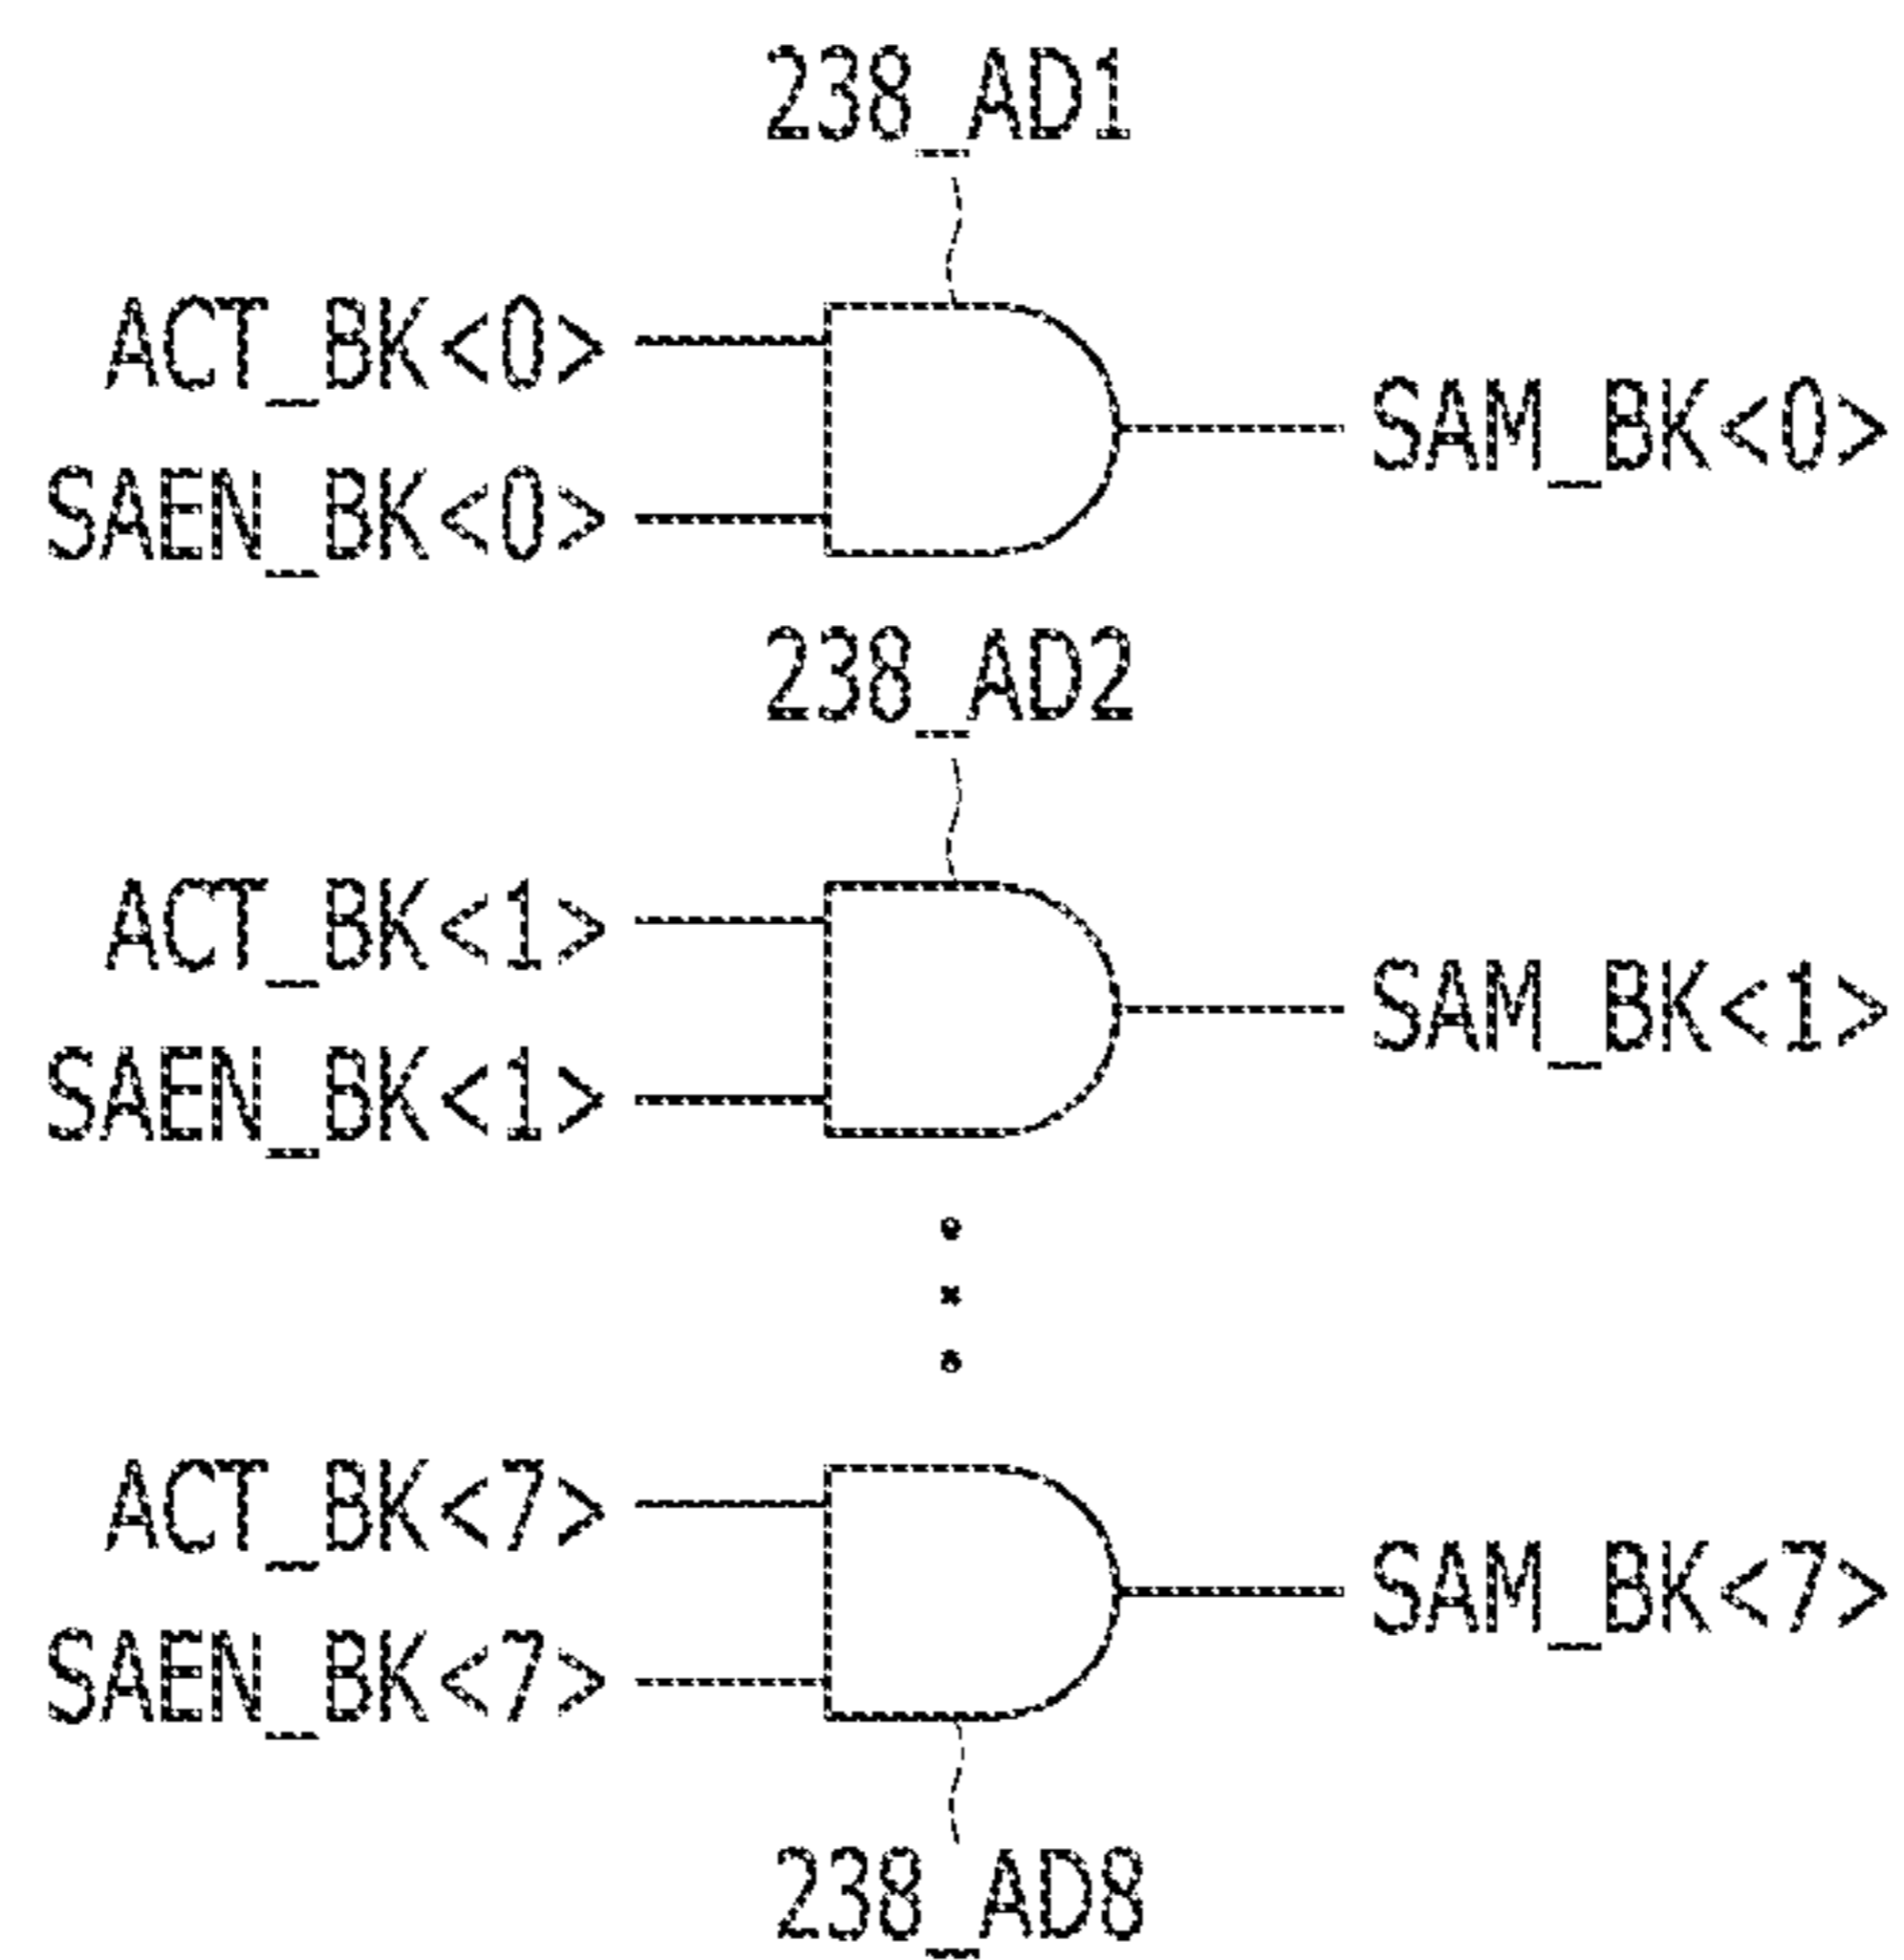 238_AD1
ACT_BK<0>
SAM_BK<0>
SAEN_BK<0>
238_AD2
ACT_BK<1>
SAM_BK<1>
SAEN_BK<1>
ACT_BK<7>
SAM_BK<7>
SAEN_BK<7>
238_AD8